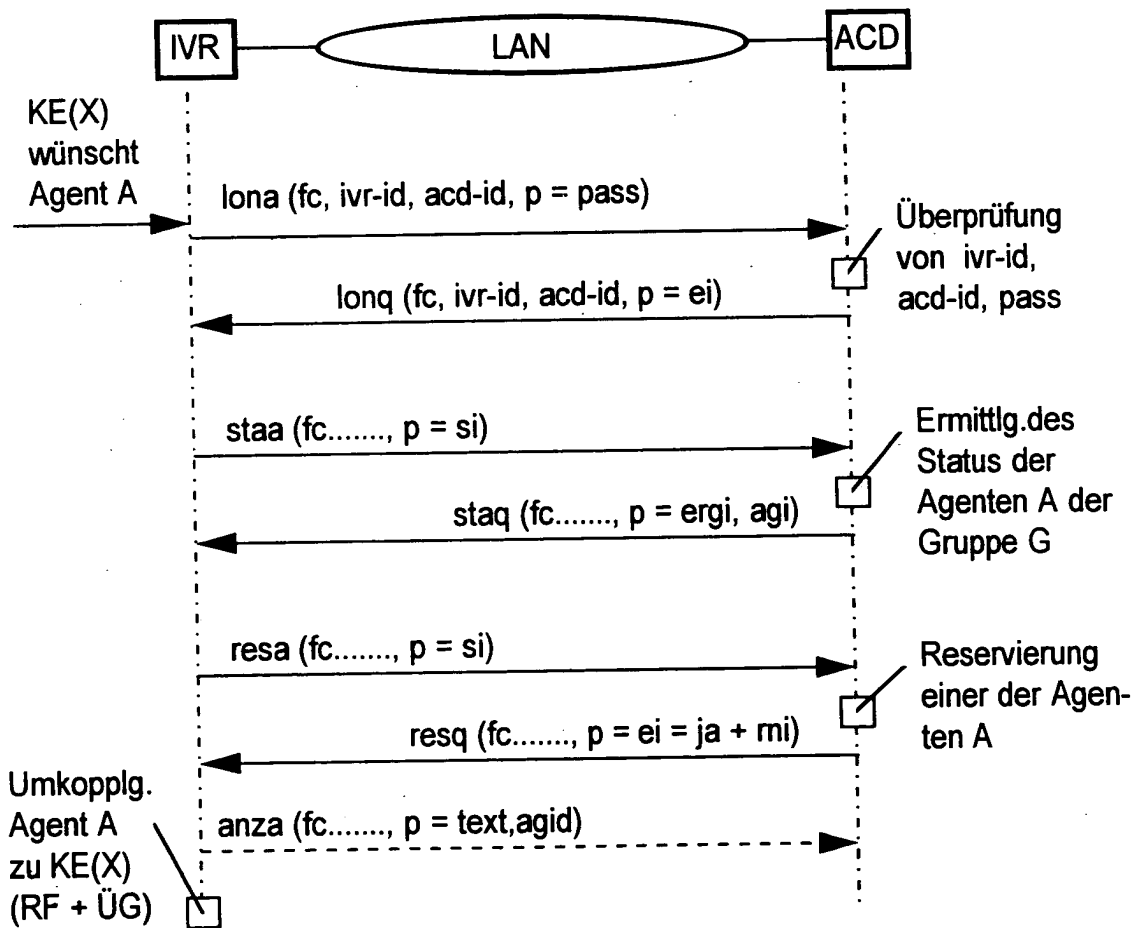 IVR
LAN
ACD
KE(X)
wünscht
Agent A
lona (fc, ivr-id, acd-id, p = pass)
Überprüfung
von ivr-id,
acd-id, pass
lonq (fc, ivr-id, acd-id, p = ei)
staa (fc......., p = si)
Ermittlg.des
Status der
Agenten A der
Gruppe G
staq (fc......., p = ergi, agi)
resa (fc......., p = si)
Reservierung
einer der Agen-
ten A
resq (fc......., p = ei = ja + mi)
Umkopplg.
Agent A
zu KE(X)
(RF + ÜG)
anza (fc......., p = text,agid)